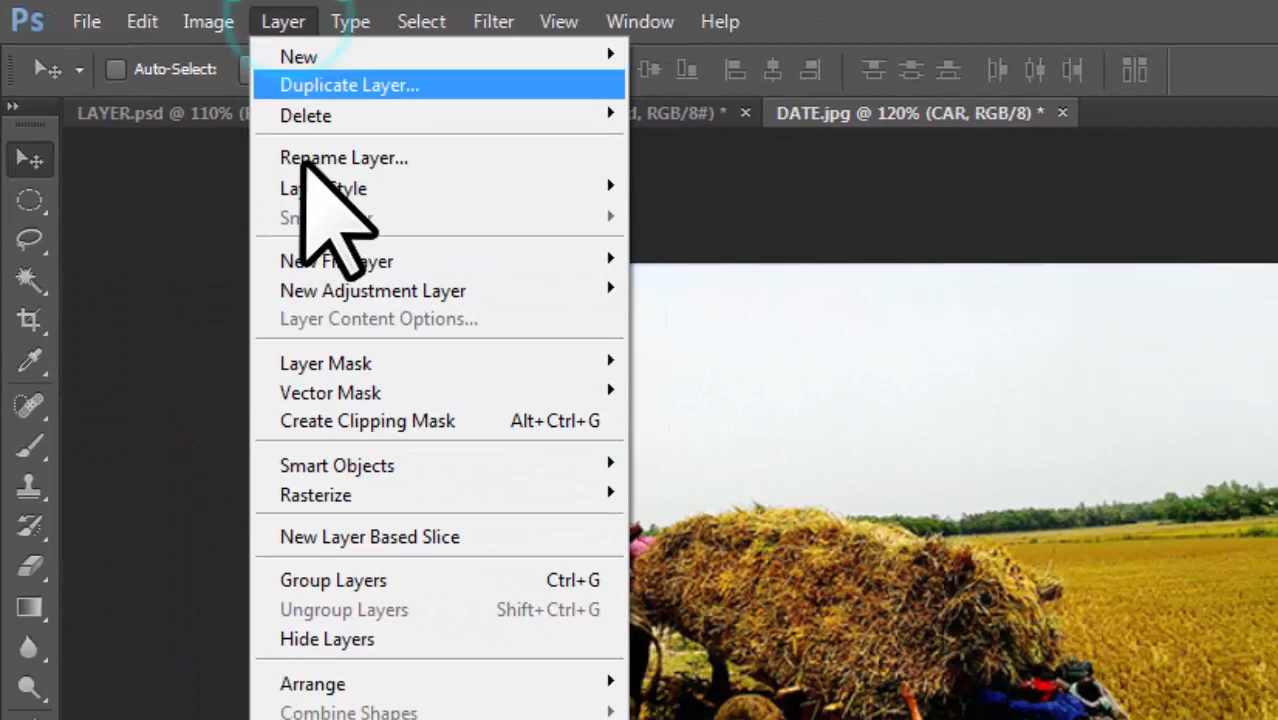 Ps File Edit Image Layer Type Select Filter View Window Help
Auto-Select:
LAYER.psd @ 110% ( d, RGB/8#) * × DATE.jpg @ 120% (CAR, RGB/8) * ×
New
Duplicate Layer...
Delete
Rename Layer...
Style
New Layer
New Adjustment Layer
Layer Content Options...
Layer Mask
Vector Mask
Create Clipping Mask Alt+Ctrl+G
Smart Objects
Rasterize
New Layer Based Slice
Group Layers Ctrl+G
Ungroup Layers Shift+Ctrl+G
Hide Layers
Arrange
Combine Shapes